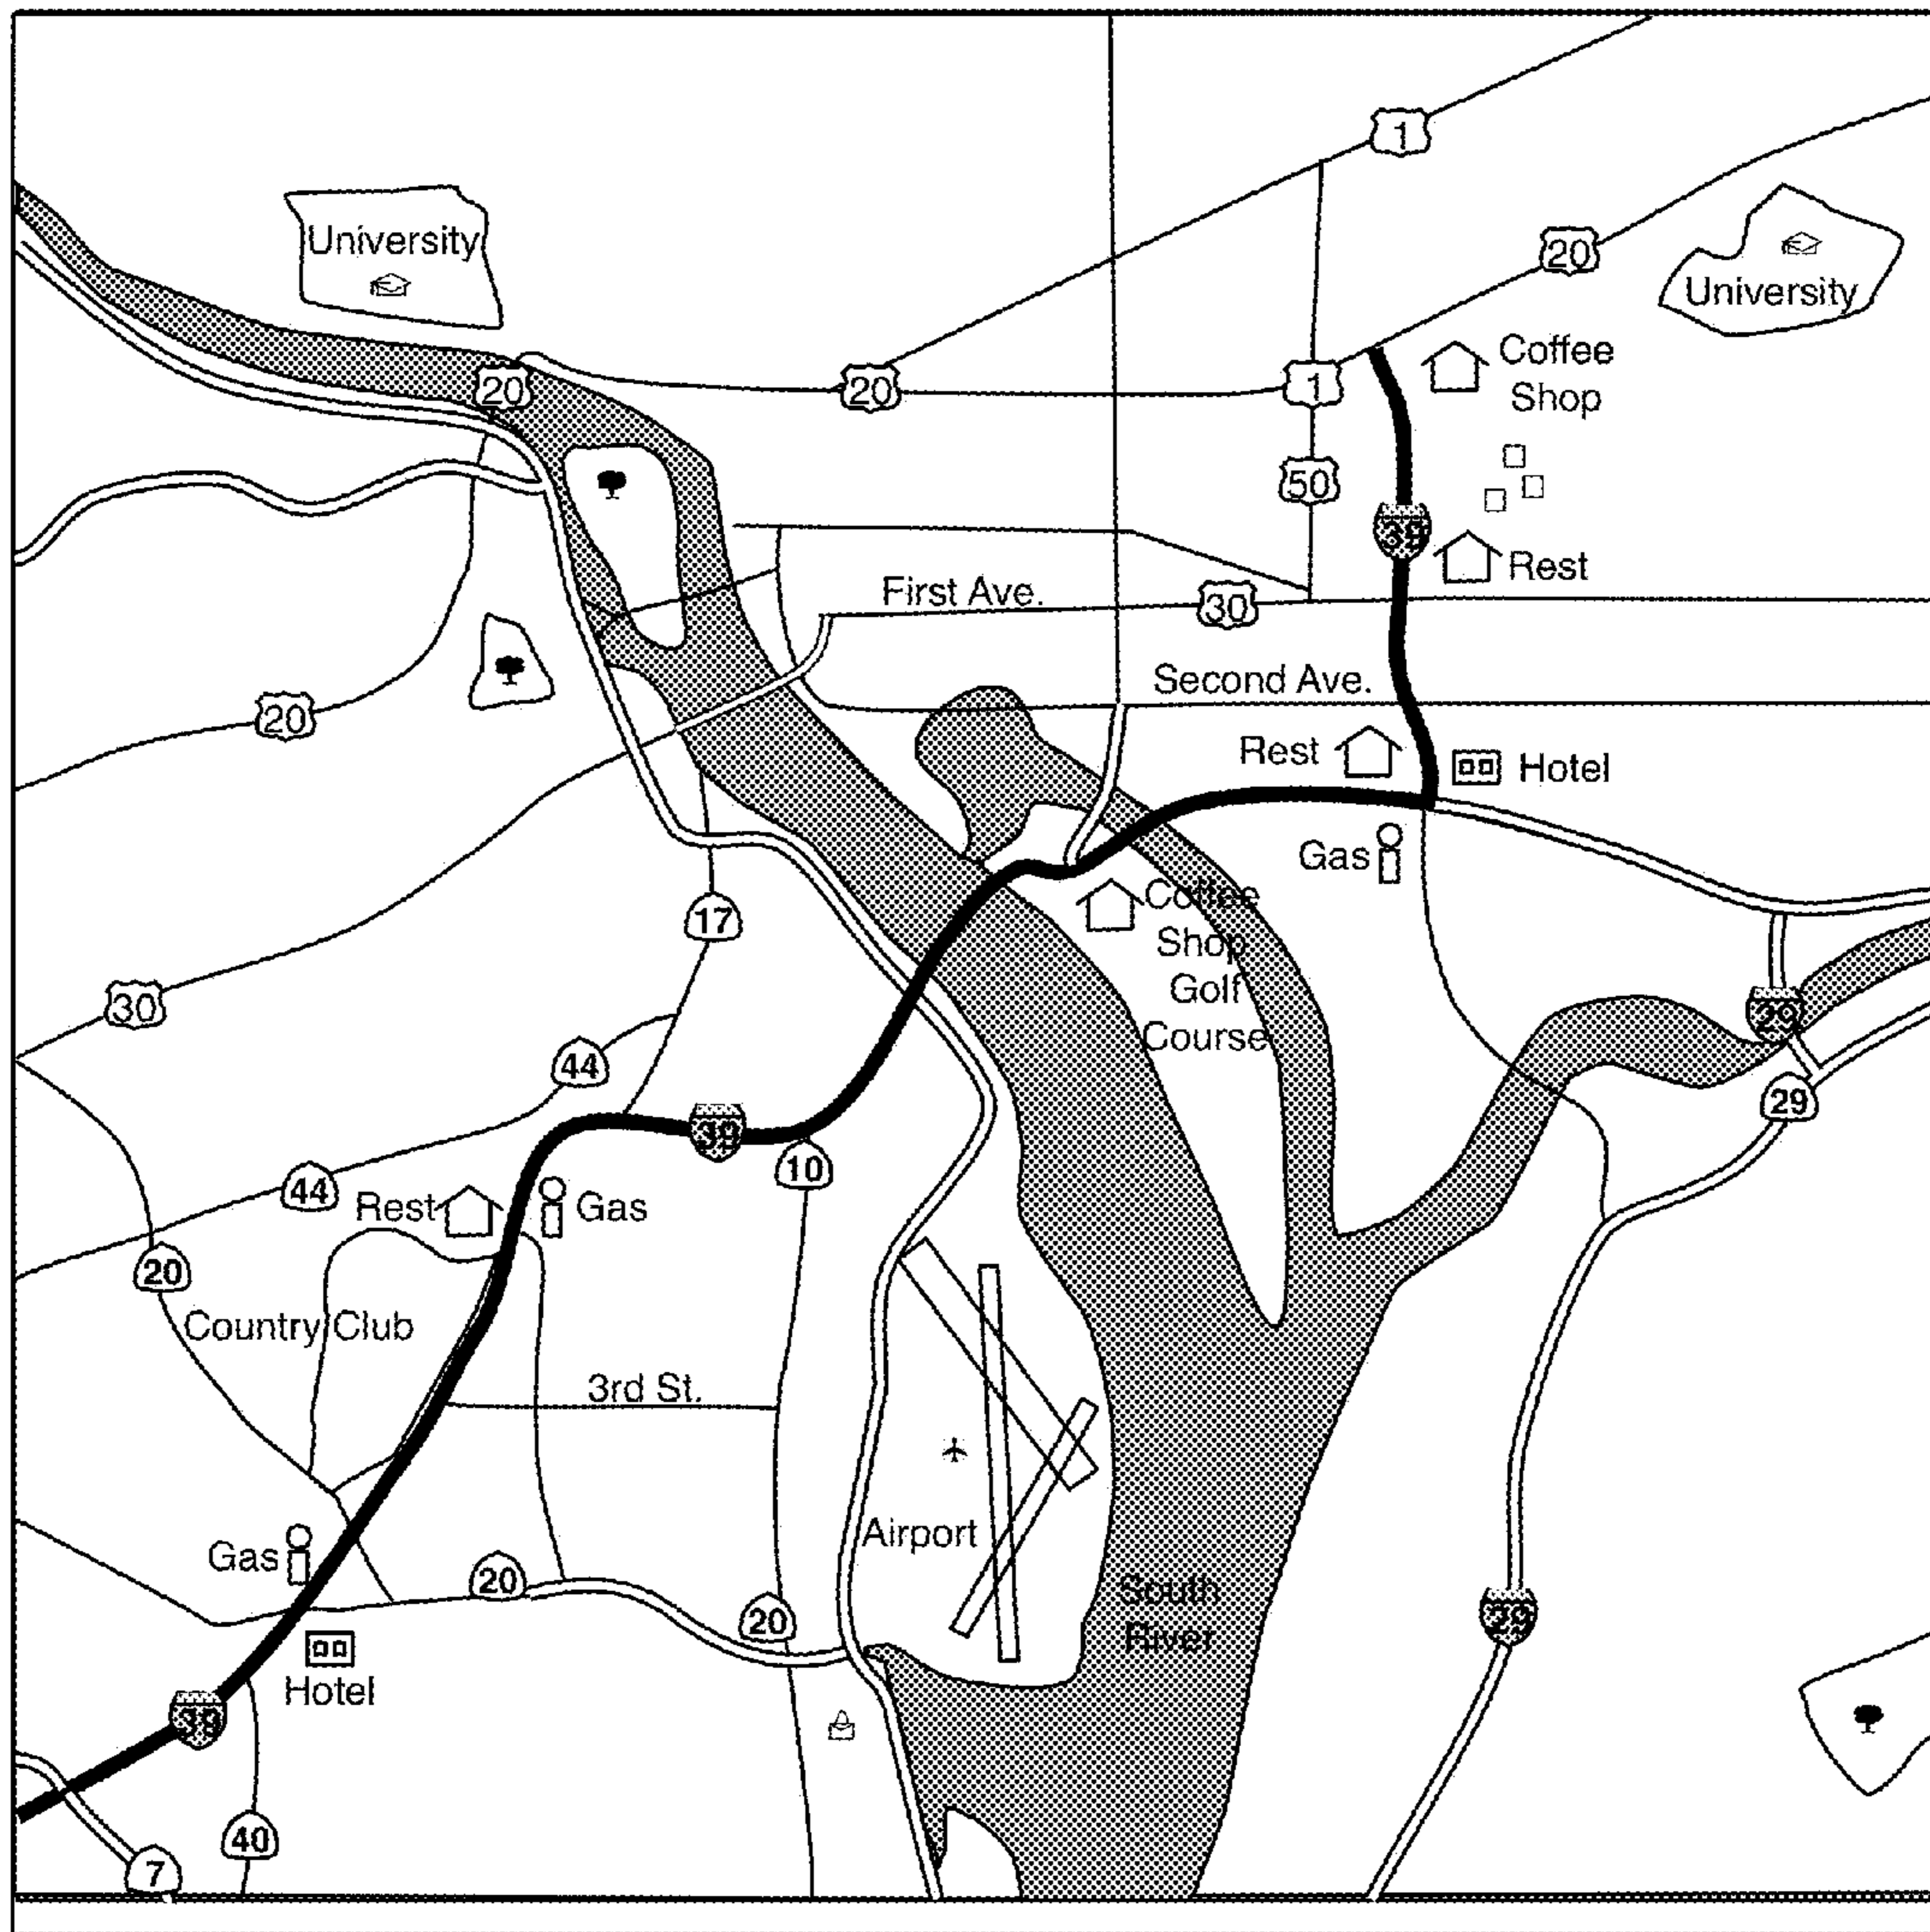 1
20
University
University
Coffee
Shop
20
20
1
50
39
Rest
First Ave.
30
Second Ave.
20
Rest
Hotel
Gas
Coffee
Shop
Golf
Course
17
30
29
44
29
39
10
44
Rest
Gas
20
Country Club
3rd St.
Airport
Gas
20
20
South
River
29
Hotel
39
40
7